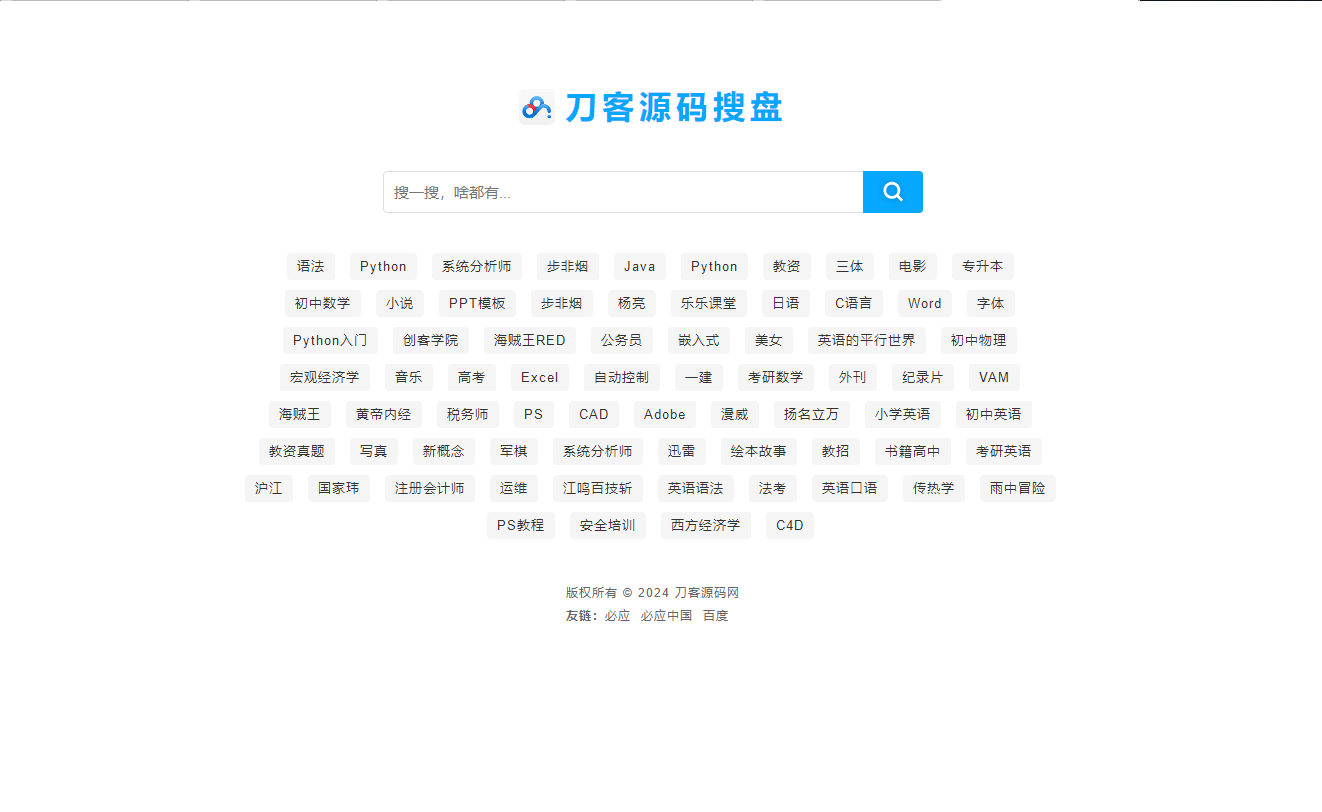 刀客源码搜盘
搜一搜，啥都有...
语法 Python 系统分析师 步非烟 Java Python 教资 三体 电影 专升本
初中数学 小说 PPT模板 步非烟 杨亮 乐乐课堂 日语 C语言 Word 字体
Python入门 创客学院 海贼王RED 公务员 嵌入式 美女 英语的平行世界 初中物理
宏观经济学 音乐 高考 Excel 自动控制 一建 考研数学 外刊 纪录片 VAM
海贼王 黄帝内经 税务师 PS CAD Adobe 漫威 扬名立万 小学英语 初中英语
教资真题 写真 新概念 军棋 系统分析师 迅雷 绘本故事 教招 书籍高中 考研英语
沪江 国家玮 注册会计师 运维 江鸣百技斩 英语语法 法考 英语口语 传热学 雨中冒险
PS教程 安全培训 西方经济学 C4D
版权所有 © 2024 刀客源码网
友链：必应 必应中国 百度